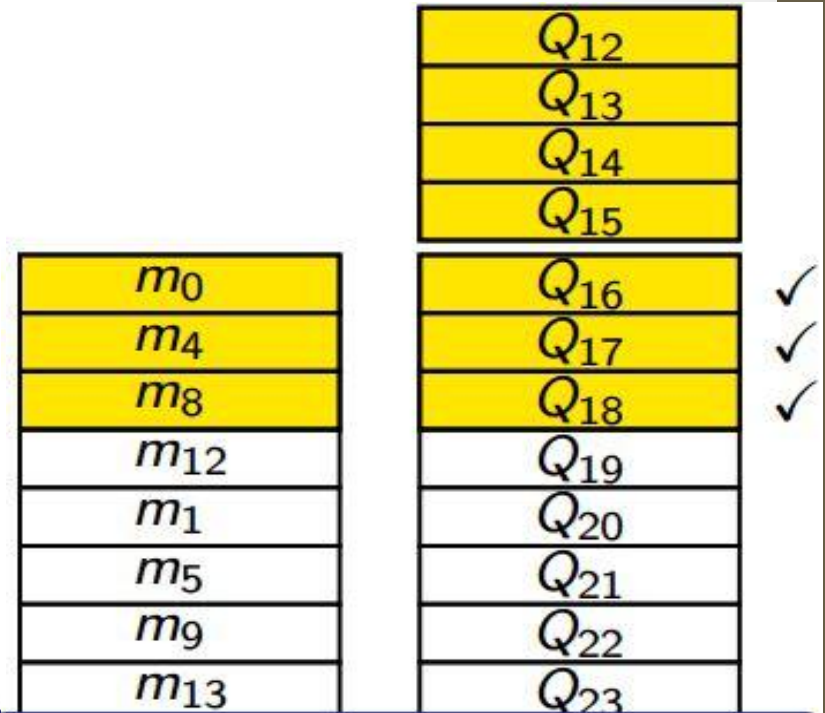 Q12
Q13
Q14
Q15
m0 Q16 ✓
m4 Q17 ✓
m8 Q18 ✓
m12 Q19
m1 Q20
m5 Q21
m9 Q22
m13 Q23